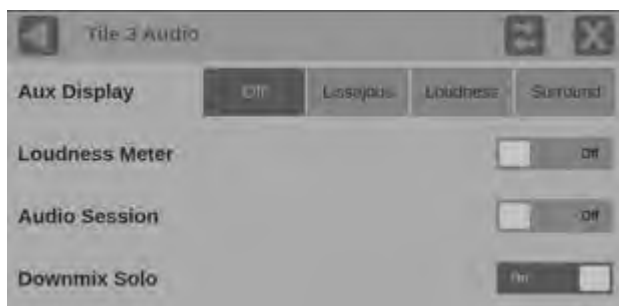 Tile 3 Audio
Aux Display Off Lissajous Loudness Surround
Loudness Meter Off
Audio Session Off
Downmix Solo On